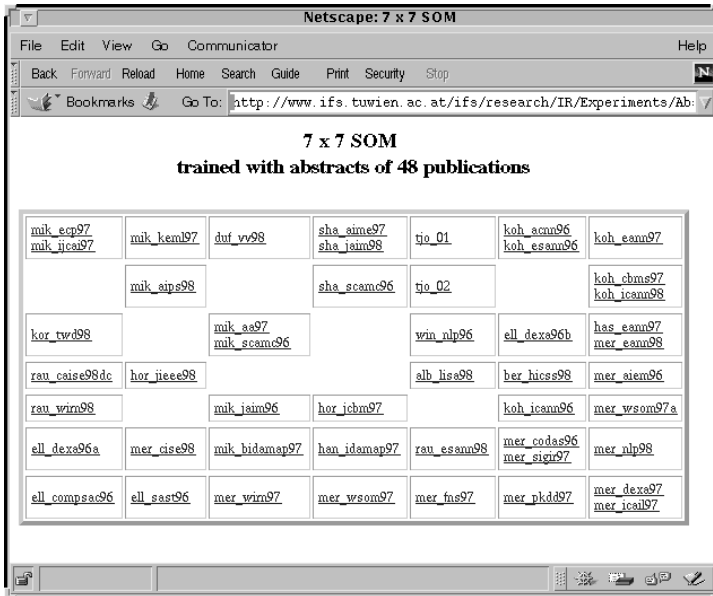 Netscape: 7 x 7 SOM
File Edit View Go Communicator Help
Back Forward Reload Home Search Guide Print Security Stop N
Bookmarks Go To: http://www.ifs.tuwien.ac.at/ifs/research/IR/Experiments/Ab
7 x 7 SOM
trained with abstracts of 48 publications
mik_ecp97 sha_aime97 koh_acnn96
mik_keml97 duf_vv98 tjo_01 koh_eann97
mik_ijcai97 sha_jaim98 koh_esann96
koh_cbms97
mik_aips98 sha_scamc96 tjo_02
koh_icann98
mik_aa97 has_eann97
kor_twd98 win_nlp96 ell_dexa96b
mik_scamc96 mer_eann98
rau_caise98dc hor_jieee98 alb_lisa98 ber_hicss98 mer_aiem96
rau_wirn98 mik_jaim96 hor_jcbm97 koh_icann96 mer_wsom97a
mer_codas96
ell_dexa96a mer_cise98 mik_bidamap97 han_idamap97 rau_esann98 mer_nlp98
mer_sigir97
mer_dexa97
ell_compsac96 ell_sast96 mer_wirn97 mer_wsom97 mer_fns97 mer_pkdd97
mer_icail97